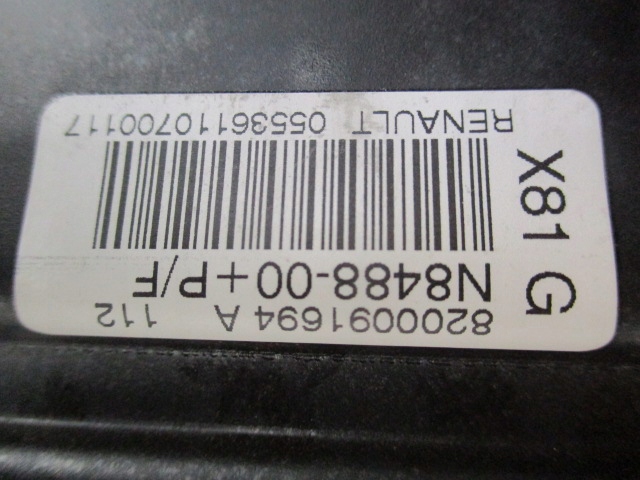 8200091694 A 112
N8488-00+P/F
RENAULT 05536110700117
X81 G